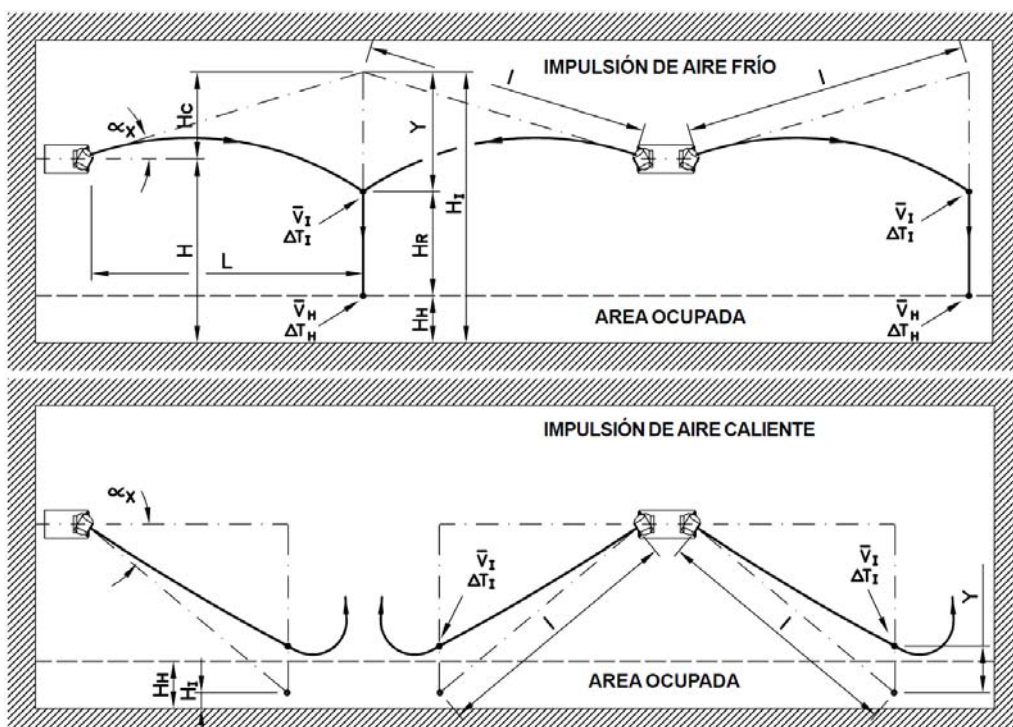 IMPULSIÓN DE AIRE FRÍO
l
l
Hc
αx
Y
HI
V̄I
ΔTI
V̄I
ΔTI
H
L
HR
V̄H
ΔTH
HH
AREA OCUPADA
V̄H
ΔTH
IMPULSIÓN DE AIRE CALIENTE
αx
V̄I
ΔTI
V̄I
ΔTI
l
l
Y
HH
HI
AREA OCUPADA